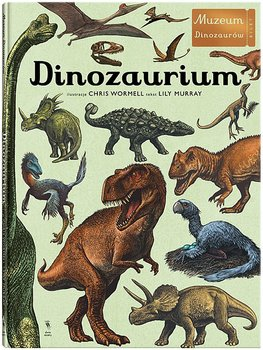 Muzeum
Dinozaurów
Dinozaurium
ilustracje CHRIS WORMELL tekst LILY MURRAY